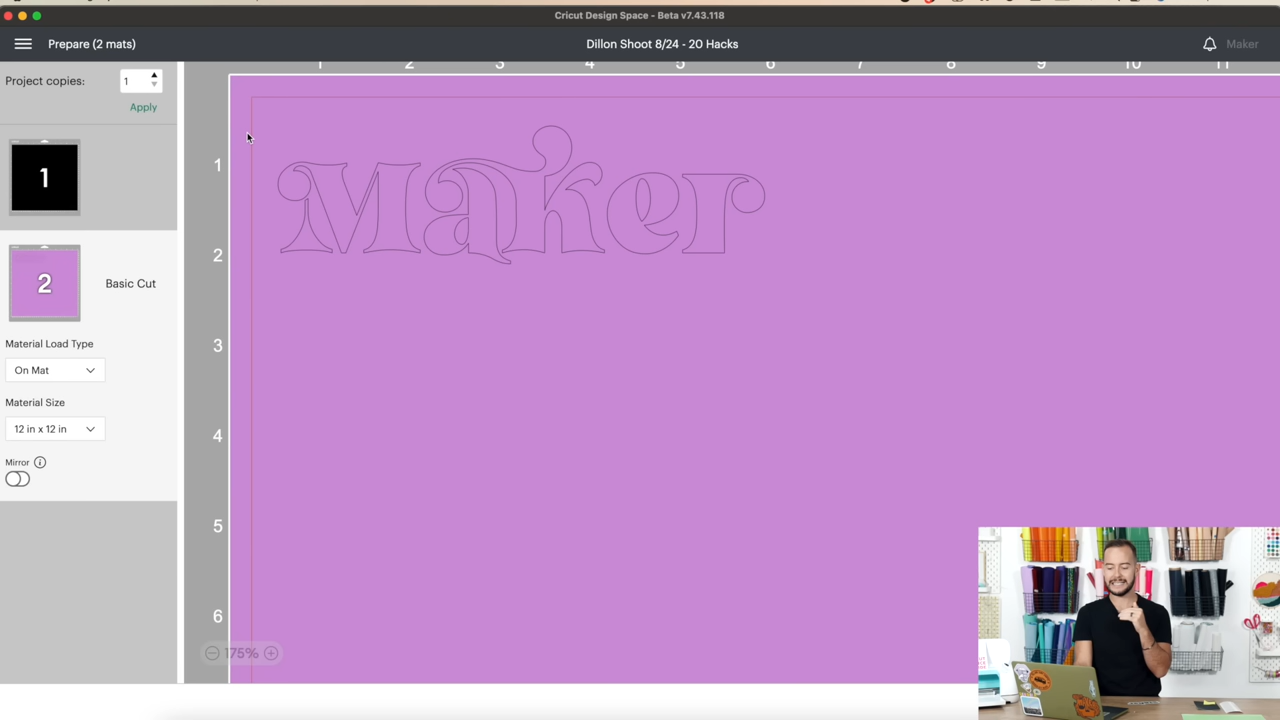 Cricut Design Space - Beta v7.43.118
Prepare (2 mats)
Dillon Shoot 8/24 - 20 Hacks
Maker
Project copies:
1
Apply
1 2 3 4 5 6 7 8 9 10 11
1
2
3
4
5
6
Maker
1
2
Basic Cut
Material Load Type
On Mat
Material Size
12 in x 12 in
Mirror
175%